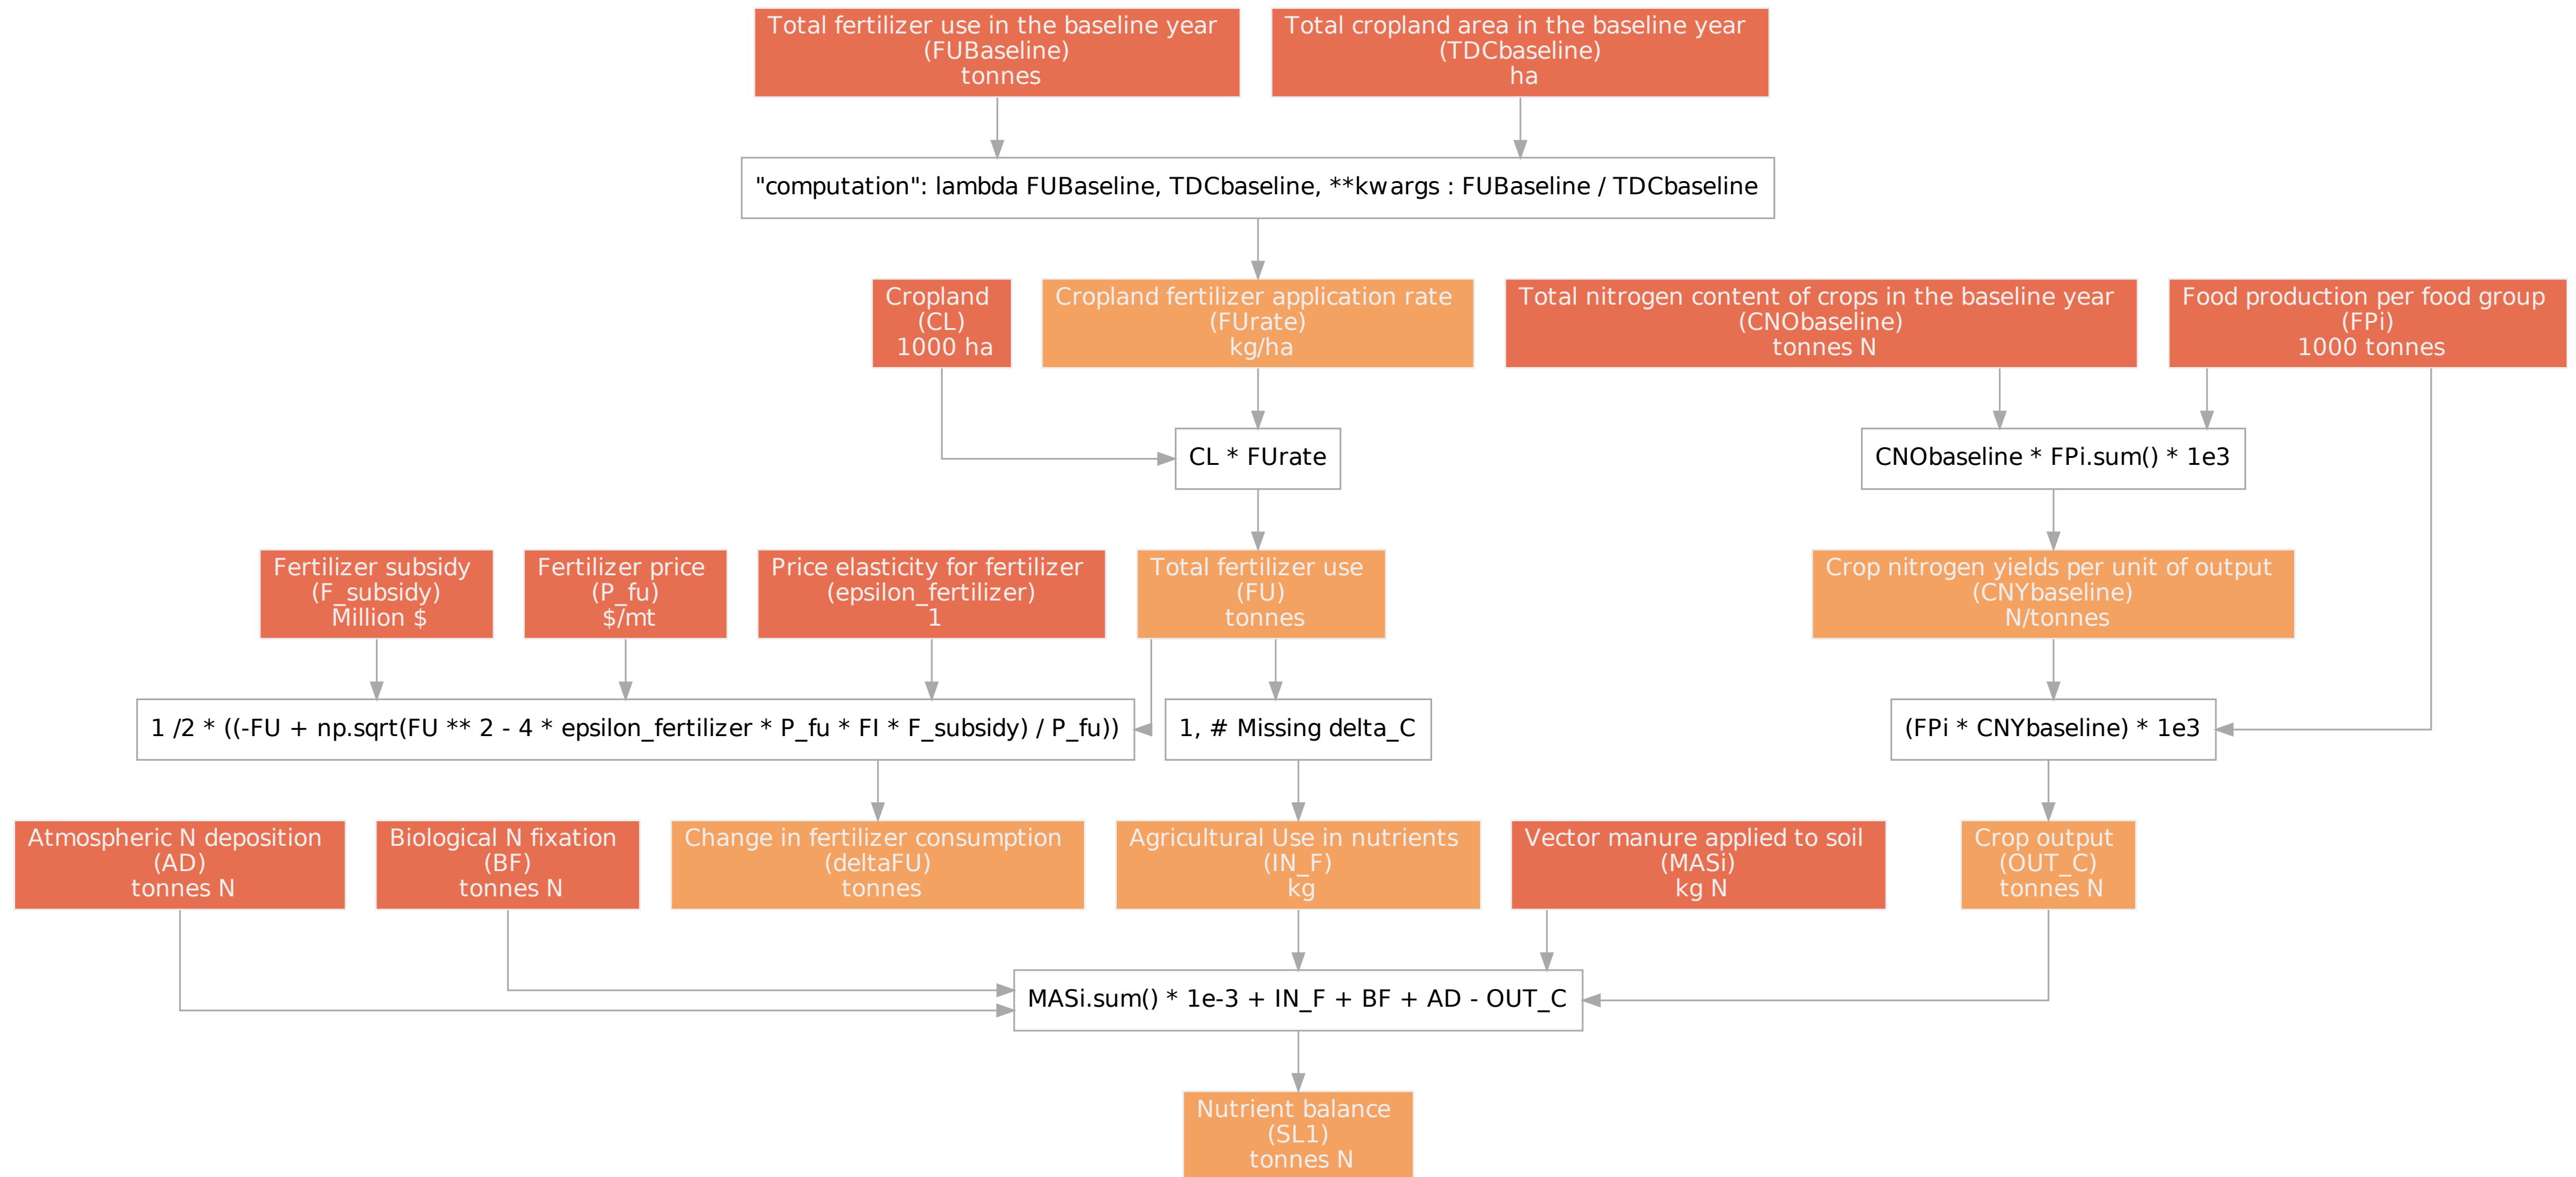 Total fertilizer use in the baseline year
(FUBaseline)
tonnes
Total cropland area in the baseline year
(TDCbaseline)
ha
"computation": lambda FUBaseline, TDCbaseline, **kwargs : FUBaseline / TDCbaseline
Cropland
(CL)
1000 ha
Cropland fertilizer application rate
(FUrate)
kg/ha
Total nitrogen content of crops in the baseline year
(CNObaseline)
tonnes N
Food production per food group
(FPi)
1000 tonnes
CL * FUrate
CNObaseline * FPi.sum() * 1e3
Fertilizer subsidy
(F_subsidy)
Million $
Fertilizer price
(P_fu)
$/mt
Price elasticity for fertilizer
(epsilon_fertilizer)
1
Total fertilizer use
(FU)
tonnes
Crop nitrogen yields per unit of output
(CNYbaseline)
N/tonnes
1 /2 * ((-FU + np.sqrt(FU ** 2 - 4 * epsilon_fertilizer * P_fu * FI * F_subsidy) / P_fu))
1, # Missing delta_C
(FPi * CNYbaseline) * 1e3
Atmospheric N deposition
(AD)
tonnes N
Biological N fixation
(BF)
tonnes N
Change in fertilizer consumption
(deltaFU)
tonnes
Agricultural Use in nutrients
(IN_F)
kg
Vector manure applied to soil
(MASi)
kg N
Crop output
(OUT_C)
tonnes N
MASi.sum() * 1e-3 + IN_F + BF + AD - OUT_C
Nutrient balance
(SL1)
tonnes N